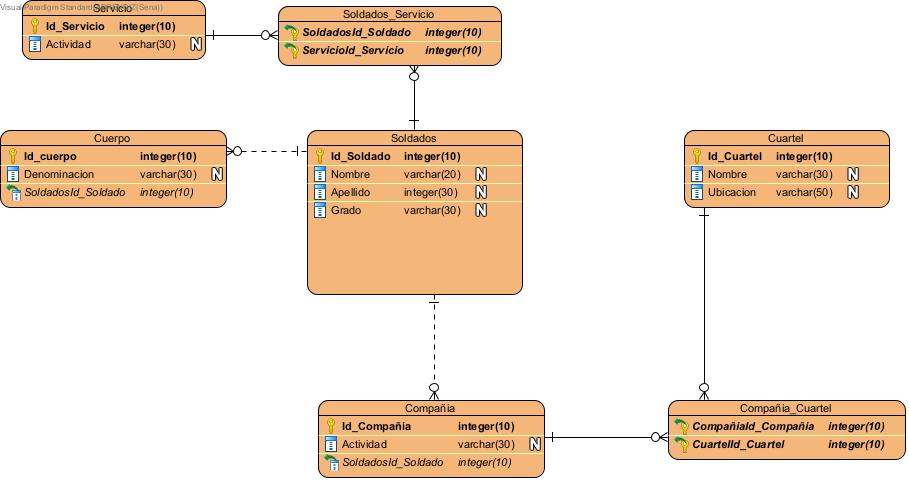 Visual Paradigm Standard
(Sena))
Servicio
Id_Servicio integer(10)
Actividad varchar(30) N
Soldados_Servicio
SoldadosId_Soldado integer(10)
ServicioId_Servicio integer(10)
Cuerpo
Id_cuerpo integer(10)
Denominacion varchar(30) N
SoldadosId_Soldado integer(10)
Soldados
Id_Soldado integer(10)
Nombre varchar(20) N
Apellido integer(30) N
Grado varchar(30) N
Cuartel
Id_Cuartel integer(10)
Nombre varchar(30) N
Ubicacion varchar(50) N
Compañia
Id_Compañia integer(10)
Actividad varchar(30) N
SoldadosId_Soldado integer(10)
Compañia_Cuartel
CompañiaId_Compañia integer(10)
CuartelId_Cuartel integer(10)